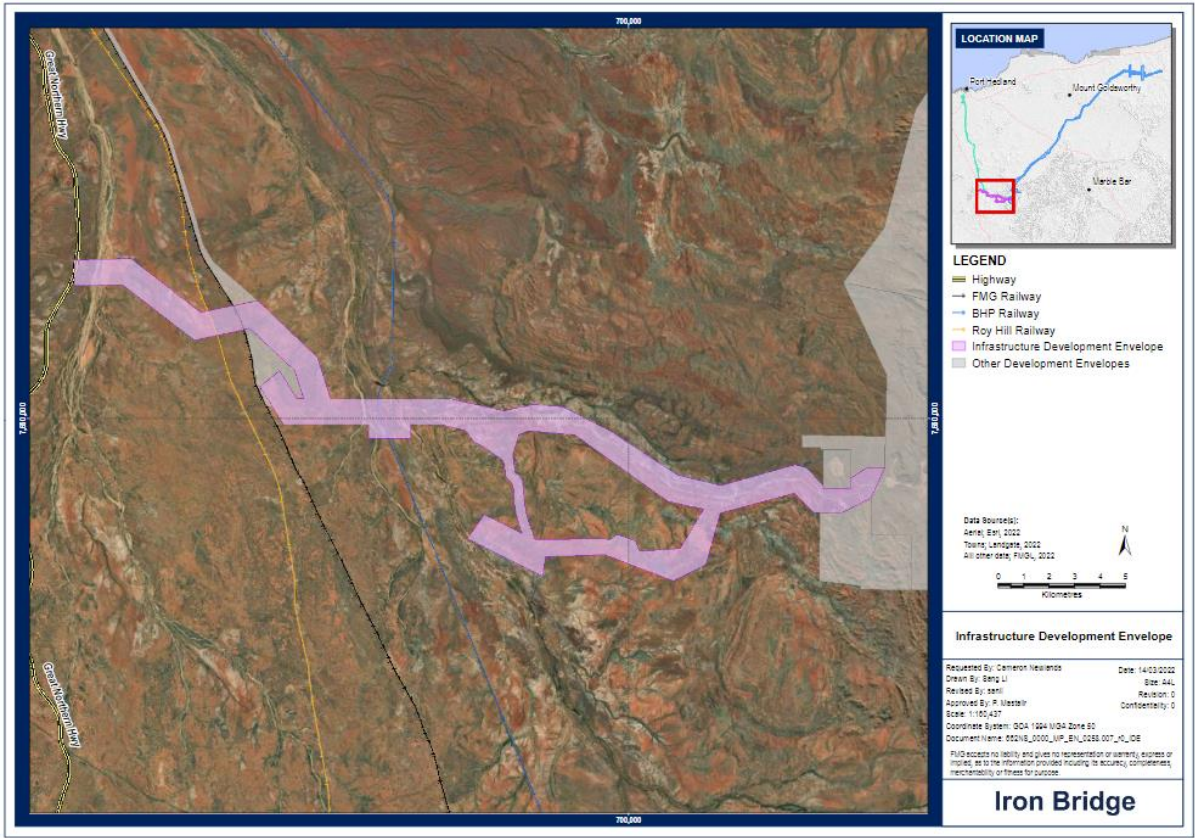 700,000
Great Northern Hwy
7,680,000
7,680,000
Great Northern Hwy
700,000
LOCATION MAP
Port Hedland
Mount Goldsworthy
Marble Bar
LEGEND
Highway
FMG Railway
BHP Railway
Roy Hill Railway
Infrastructure Development Envelope
Other Development Envelopes
Data Source(s):
Aerial; Esri, 2022
Towns; Landgate, 2022
All other data; FMGL, 2022
N
0 1 2 3 4 5
Kilometres
Infrastructure Development Envelope
Requested By: Cameron Newlands
Date: 14/03/2022
Drawn By: Sang Li
Size: A4L
Revised By: sanli
Revision: 0
Approved By:
Confidentiality: 0
Scale: 1:160,437
Coordinate System: GDA 1994 MGA Zone 50
Document Name: 662NS_0000_MP_EN_0258.007_r0_IDE
FMG accepts no liability and gives no representation or warranty, express or
implied, as to the information provided including its accuracy, completeness,
merchantability or fitness for purpose.
Iron Bridge